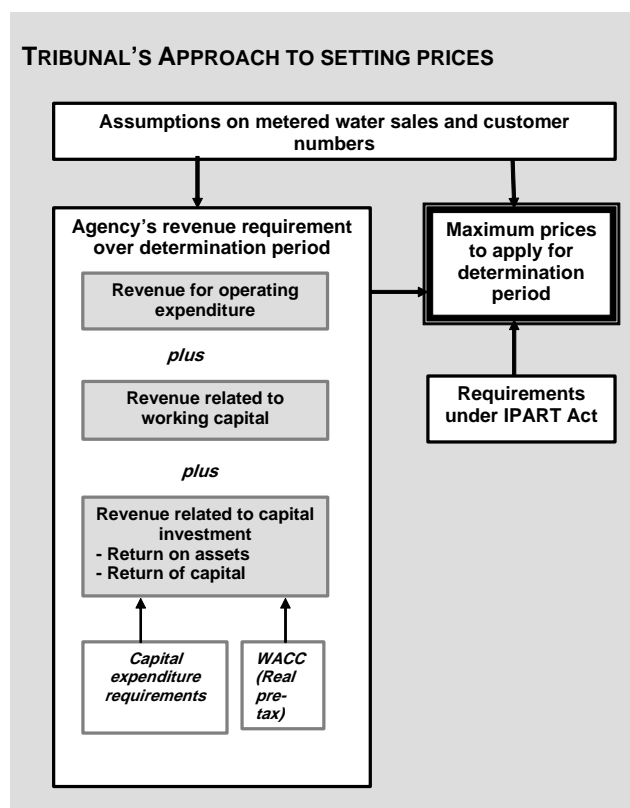 TRIBUNAL'S APPROACH TO SETTING PRICES
Assumptions on metered water sales and customer
numbers
Agency's revenue requirement
over determination period
Revenue for operating
expenditure
plus
Revenue related to
working capital
plus
Revenue related to capital
investment
- Return on assets
- Return of capital
Capital
expenditure
requirements
WACC
(Real
pre-
tax)
Maximum prices
to apply for
determination
period
Requirements
under IPART Act